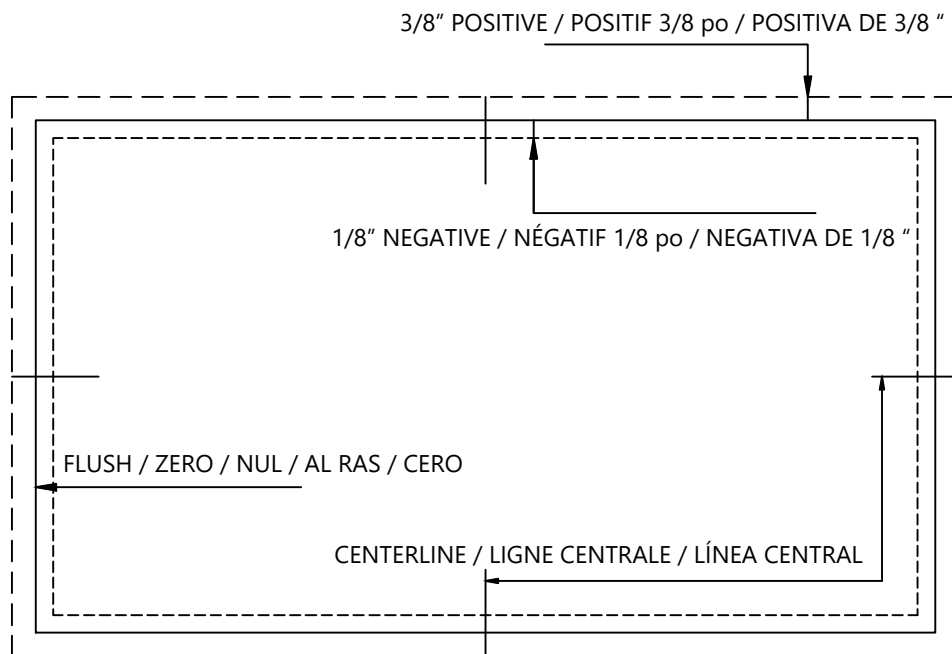 3/8" POSITIVE / POSITIF 3/8 po / POSITIVA DE 3/8 “
1/8" NEGATIVE / NÉGATIF 1/8 po / NEGATIVA DE 1/8 “
FLUSH / ZERO / NUL / AL RAS / CERO
CENTERLINE / LIGNE CENTRALE / LÍNEA CENTRAL